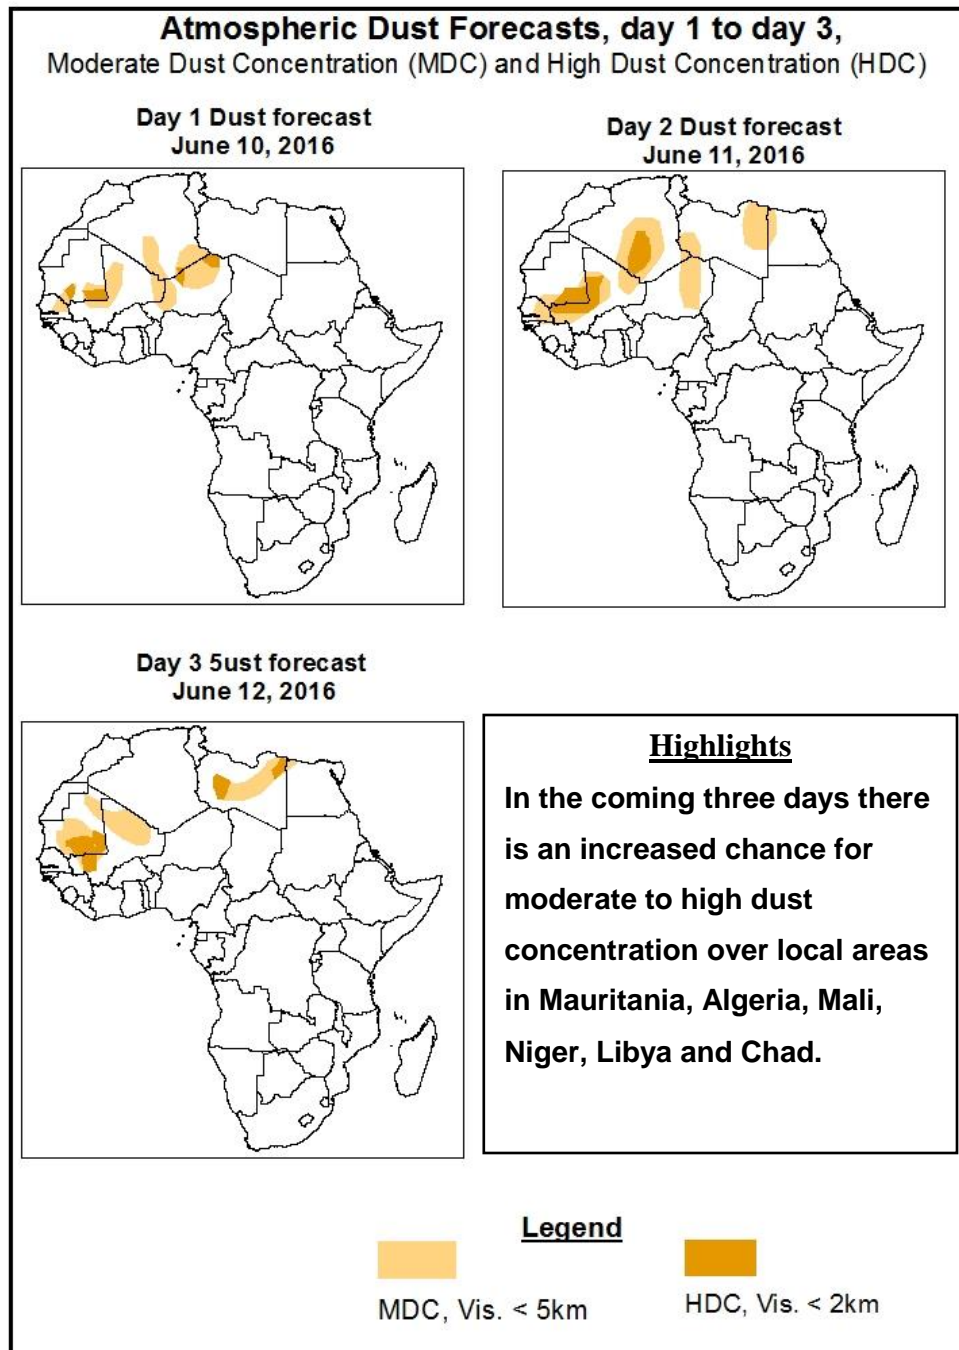 Atmospheric Dust Forecasts, day 1 to day 3,
Moderate Dust Concentration (MDC) and High Dust Concentration (HDC)
Day 1 Dust forecast
June 10, 2016
Day 2 Dust forecast
June 11, 2016
Day 3 5ust forecast
June 12, 2016
Highlights
In the coming three days there
is an increased chance for
moderate to high dust
concentration over local areas
in Mauritania, Algeria, Mali,
Niger, Libya and Chad.
Legend
MDC, Vis. < 5km
HDC, Vis. < 2km